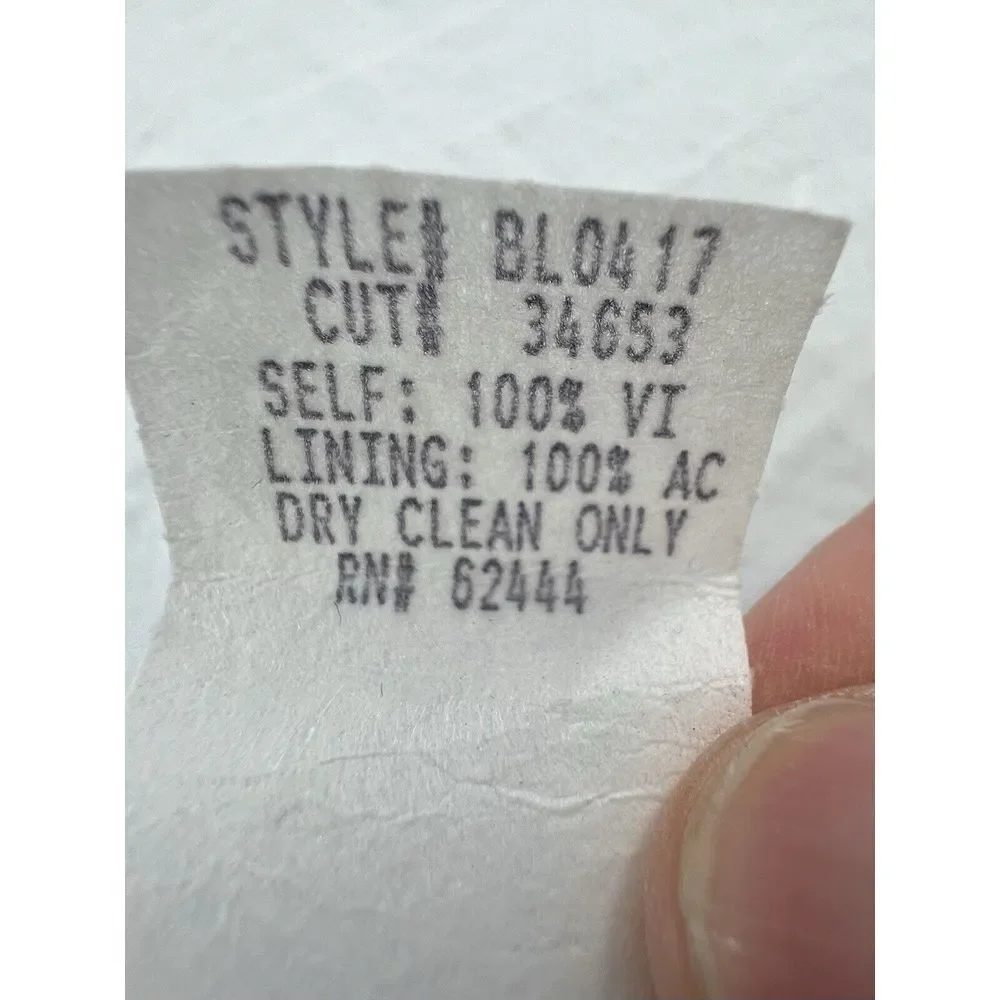 STYLE# BL0417
CUT# 34653
SELF: 100% VI
LINING: 100% AC
DRY CLEAN ONLY
RN# 62444